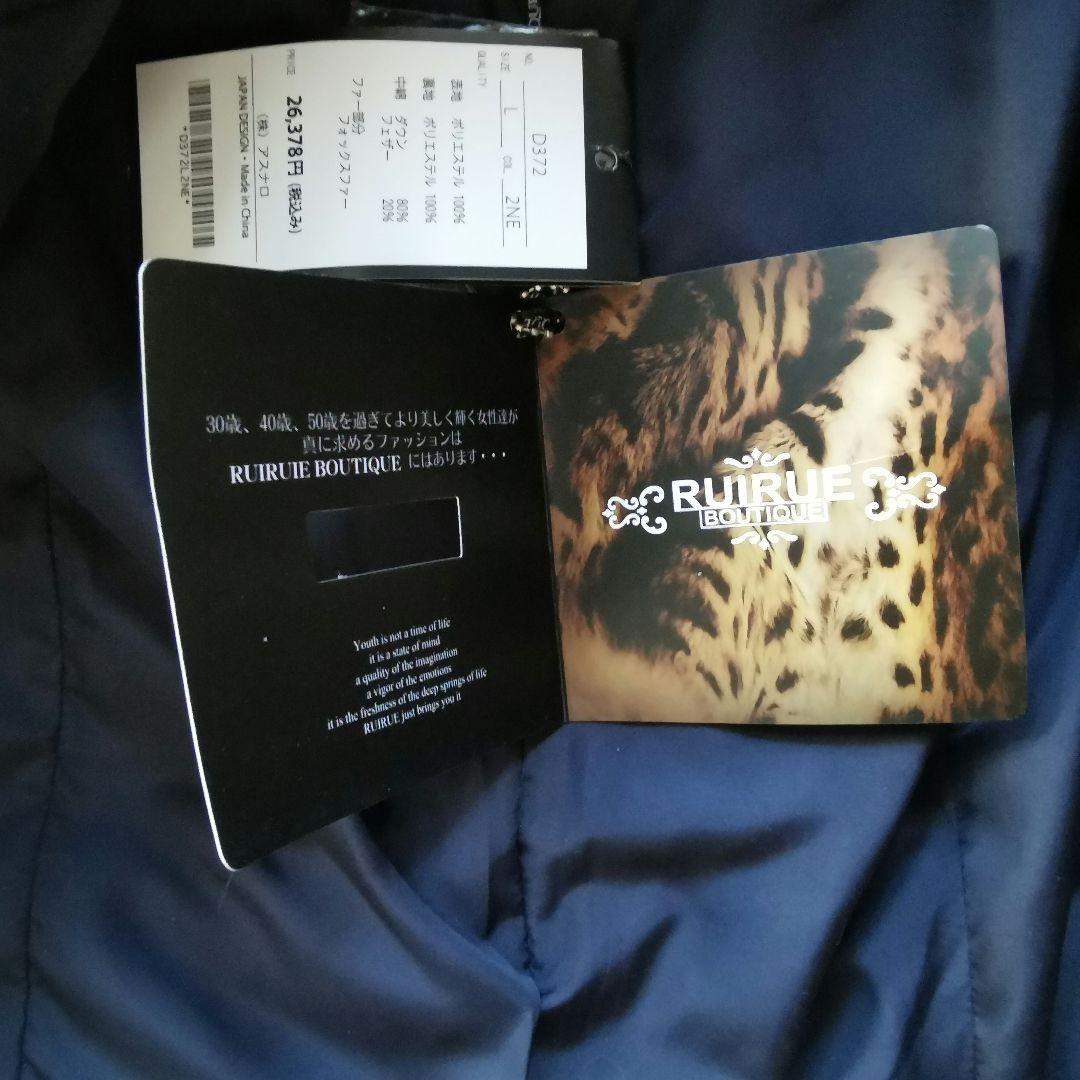 NO. D372
SIZE L COL 2NE
QUALITY
表地 ポリエステル 100%
裏地 ポリエステル 100%
中綿 ダウン 80%
フェザー 20%
ファー部分
フォックスファー
PRICE 26,378円 (税込み)
(株) アスナロ
JAPAN DESIGN・Made in China
*D372L2NE*
30歳、40歳、50歳を過ぎてより美しく輝く女性達が
真に求めるファッションは
RUIRUIE BOUTIQUE にはあります・・・
Youth is not a time of life
it is a state of mind
a quality of the imagination
a vigor of the emotions
it is the freshness of the deep springs of life
RUIRUE just brings you it
RUIRUE
BOUTIQUE